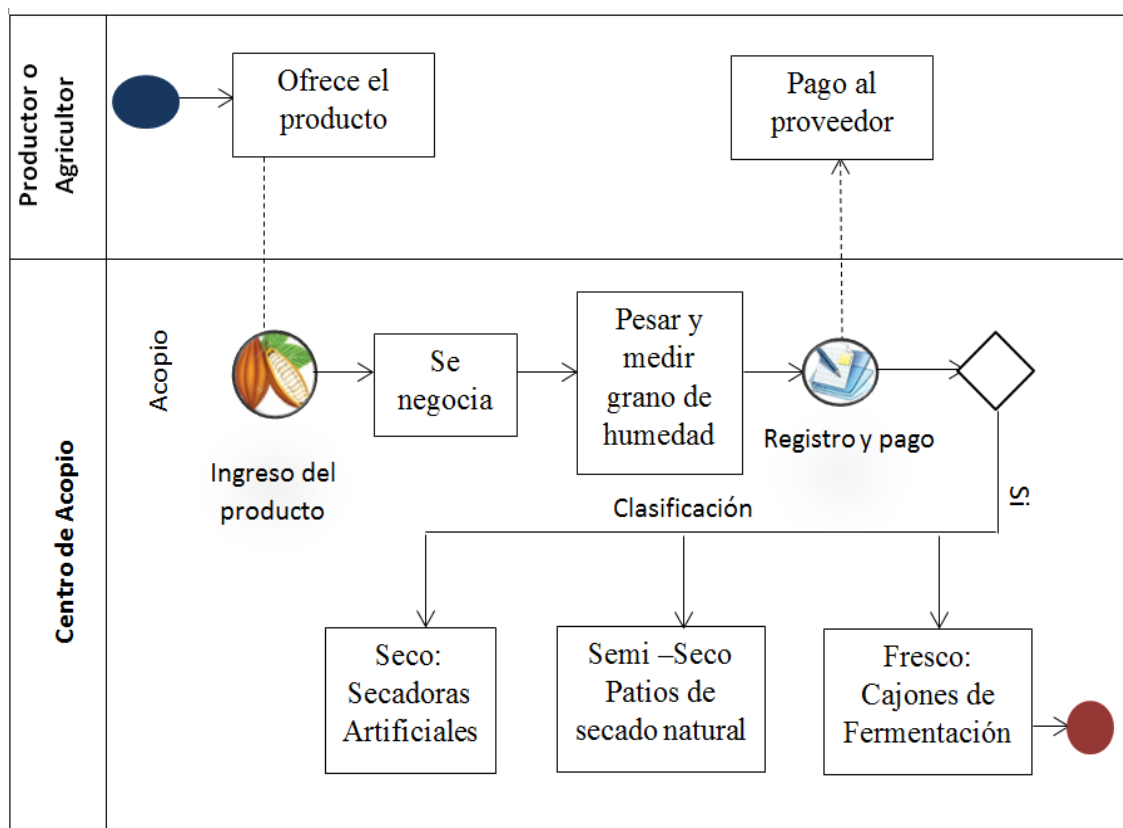 Productor o
Agricultor
Ofrece el
producto
Pago al
proveedor
Centro de Acopio
Acopio
Ingreso del
producto
Se
negocia
Pesar y
medir
grano de
humedad
Registro y pago
Si
Clasificación
Seco:
Secadoras
Artificiales
Semi –Seco
Patios de
secado natural
Fresco:
Cajones de
Fermentación